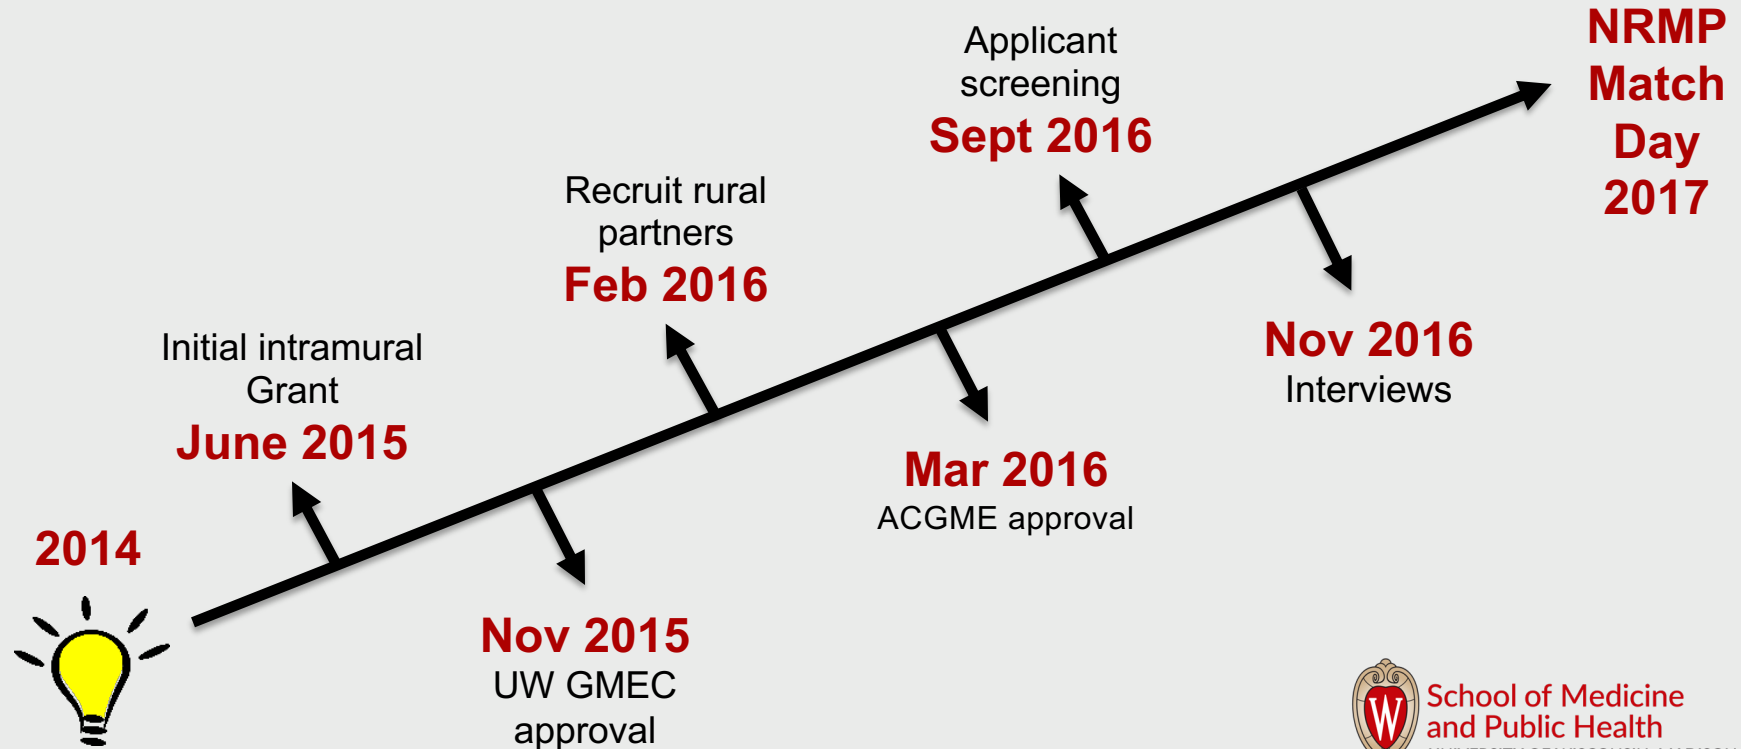 2014
Initial intramural
Grant
June 2015
Nov 2015
UW GMEC
approval
Recruit rural
partners
Feb 2016
Mar 2016
ACGME approval
Applicant
screening
Sept 2016
Nov 2016
Interviews
NRMP
Match
Day
2017
W
School of Medicine
and Public Health